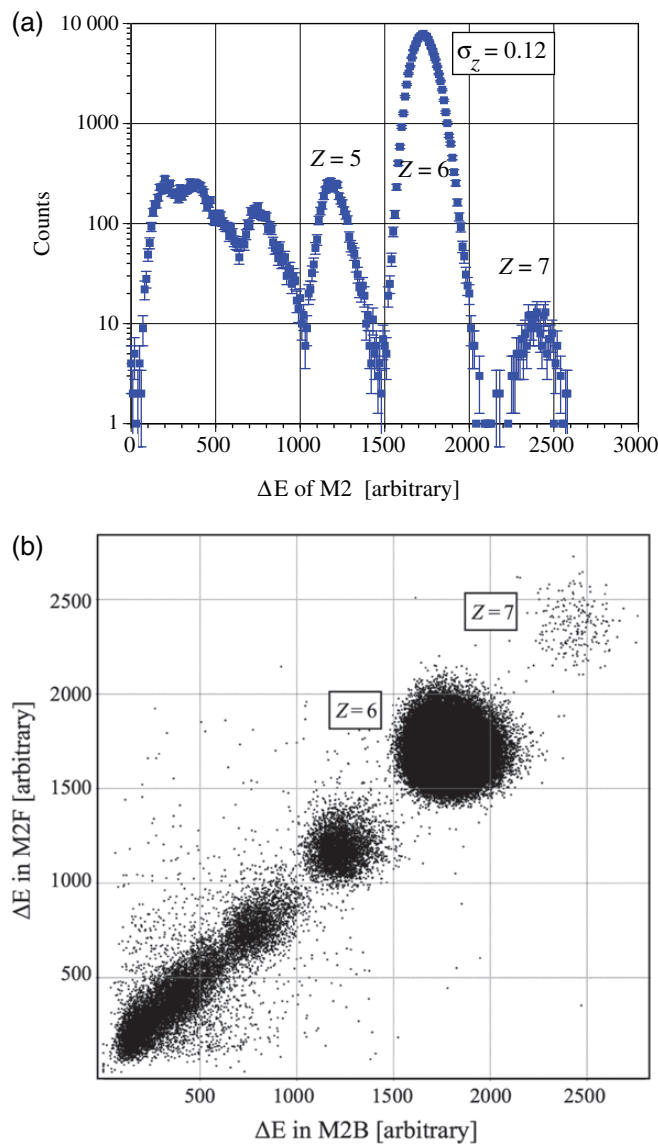 (a)
10 000
1000
100
10
1
Counts
σz = 0.12
Z = 5
Z = 6
Z = 7
0 500 1000 1500 2000 2500 3000
ΔE of M2 [arbitrary]
(b)
2500
2000
1500
1000
500
ΔE in M2F [arbitrary]
Z = 7
Z = 6
500 1000 1500 2000 2500
ΔE in M2B [arbitrary]